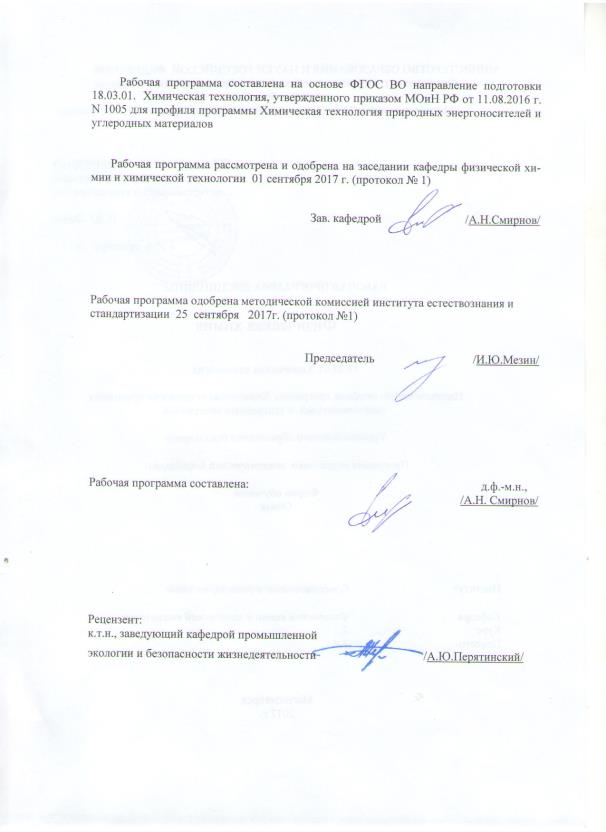 Рабочая программа составлена на основе ФГОС ВО направление подготовки
18.03.01. Химическая технология, утвержденного приказом МОиН РФ от 11.08.2016 г.
N 1005 для профиля программы Химическая технология природных энергоносителей и
углеродных материалов
Рабочая программа рассмотрена и одобрена на заседании кафедры физической хи-
мии и химической технологии 01 сентября 2017 г. (протокол № 1)
Зав. кафедрой /А.Н.Смирнов/
Рабочая программа одобрена методической комиссией института естествознания и
стандартизации 25 сентября 2017г. (протокол №1)
Председатель /И.Ю.Мезин/
Рабочая программа составлена: д.ф.-м.н.,
/А.Н. Смирнов/
Рецензент:
к.т.н., заведующий кафедрой промышленной
экологии и безопасности жизнедеятельности /А.Ю.Перятинский/